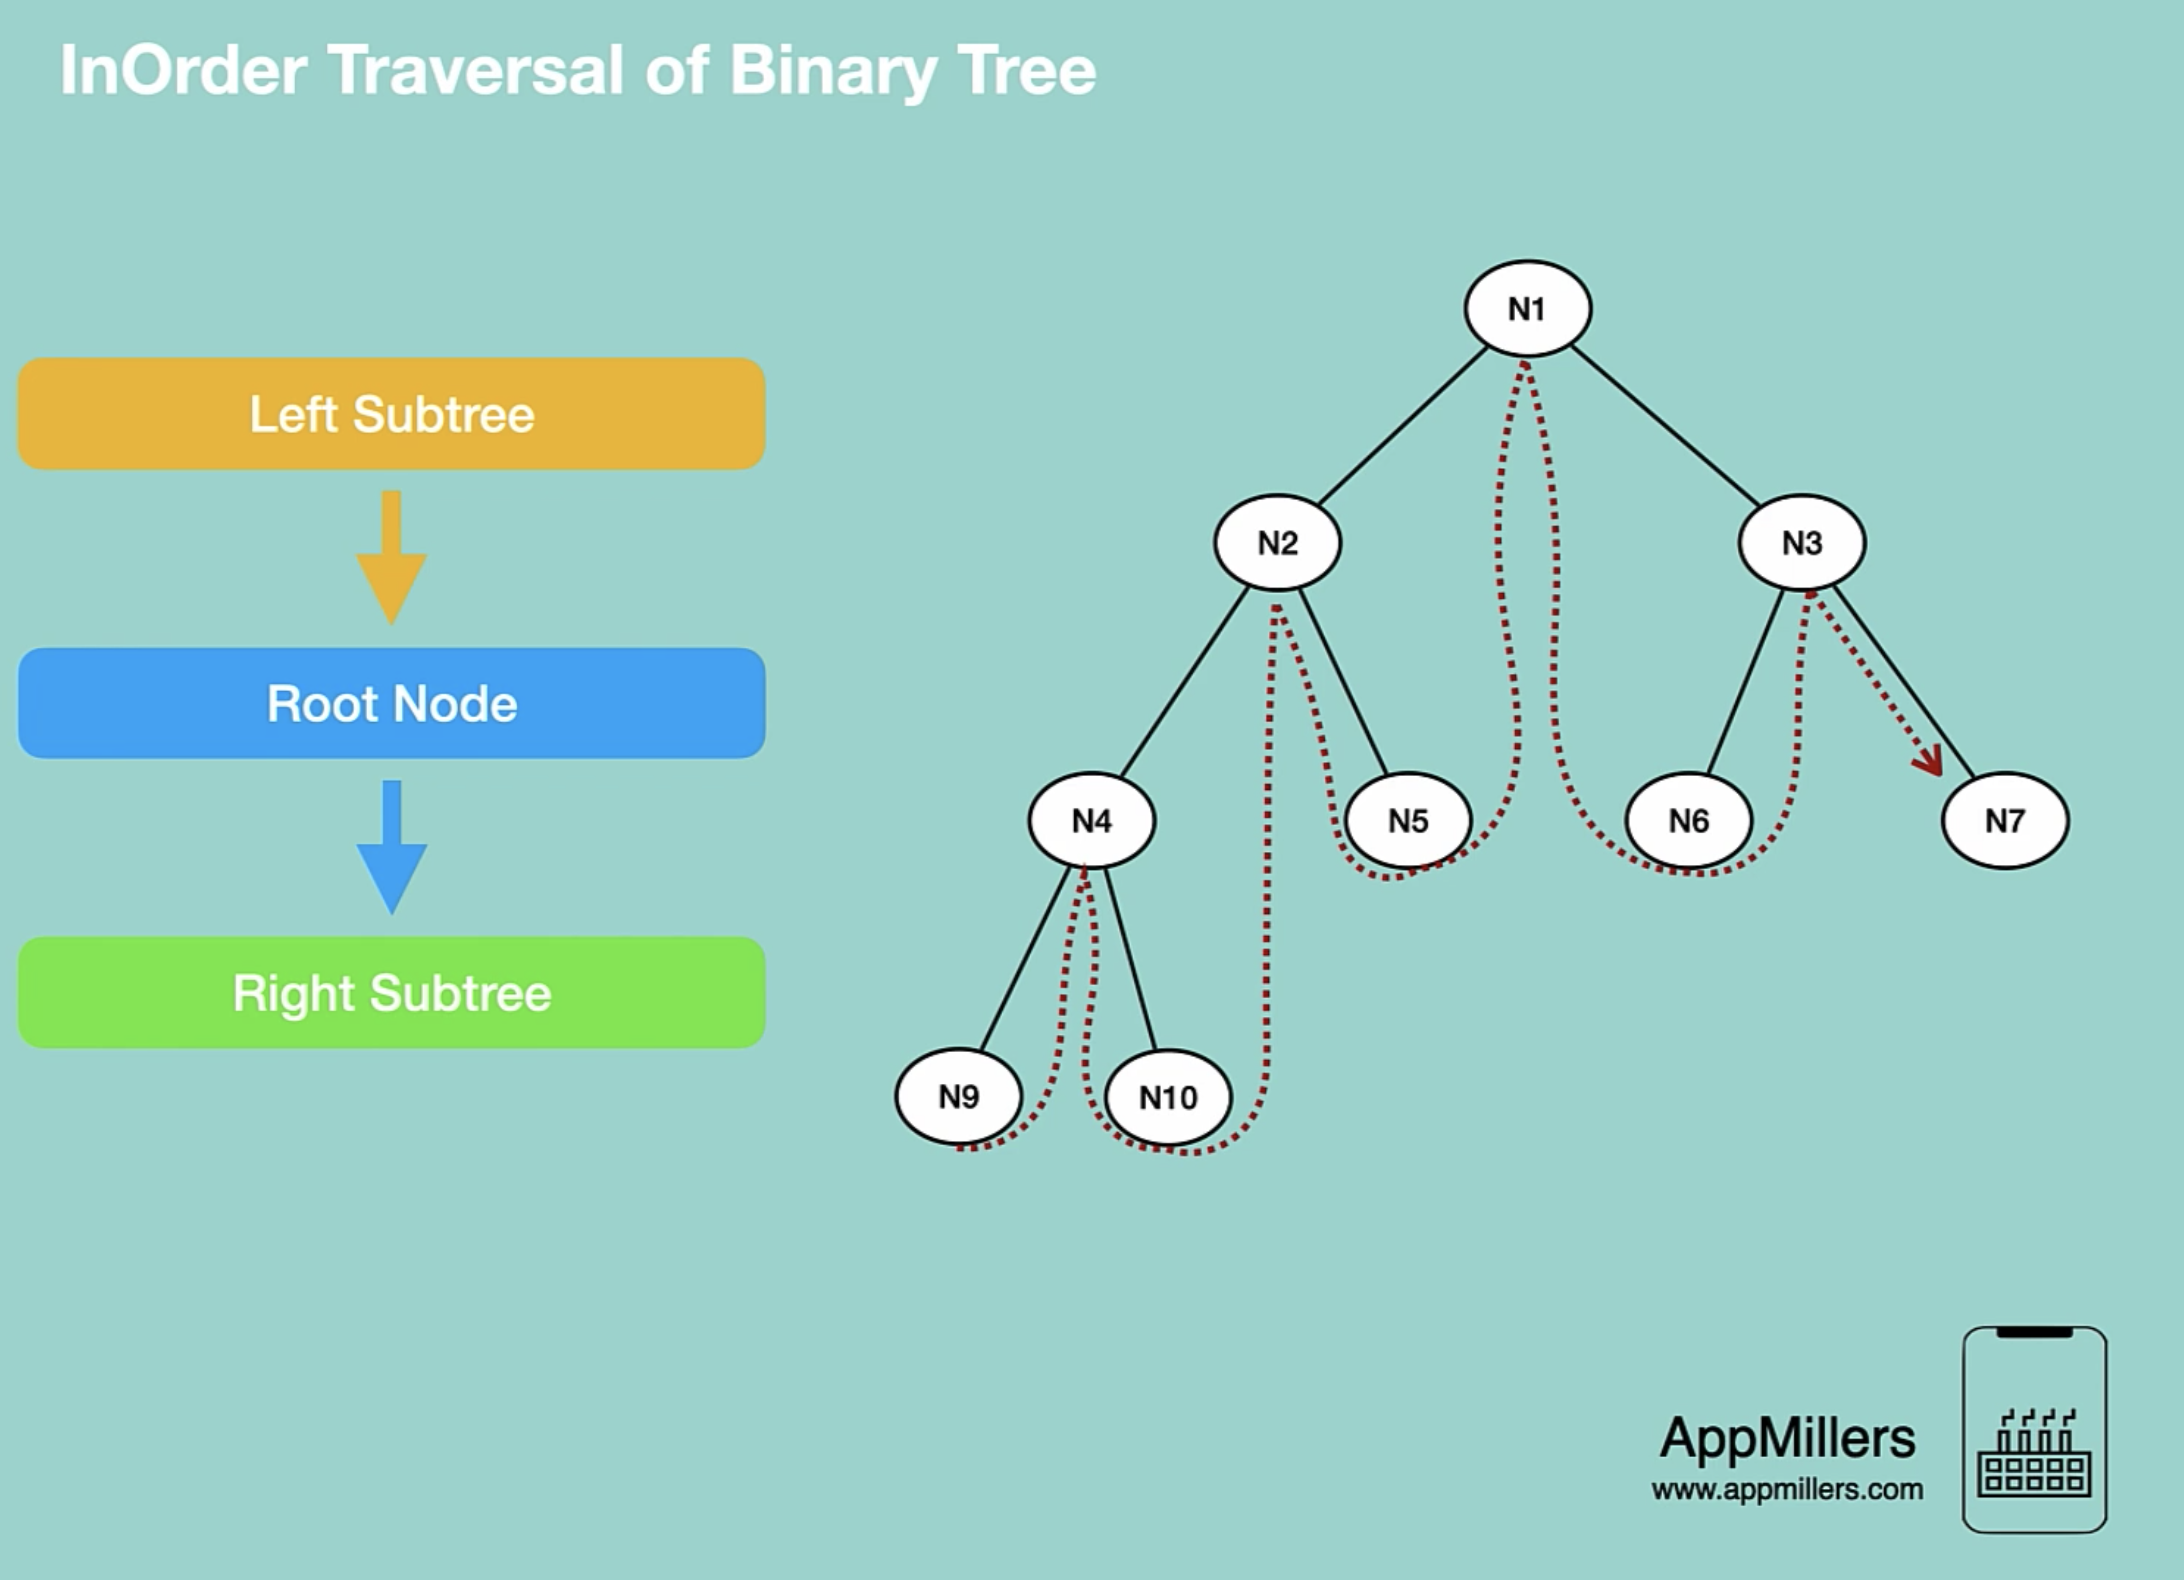 InOrder Traversal of Binary Tree
Left Subtree
Root Node
Right Subtree
N1
N2
N3
N4
N5
N6
N7
N9
N10
AppMillers
www.appmillers.com